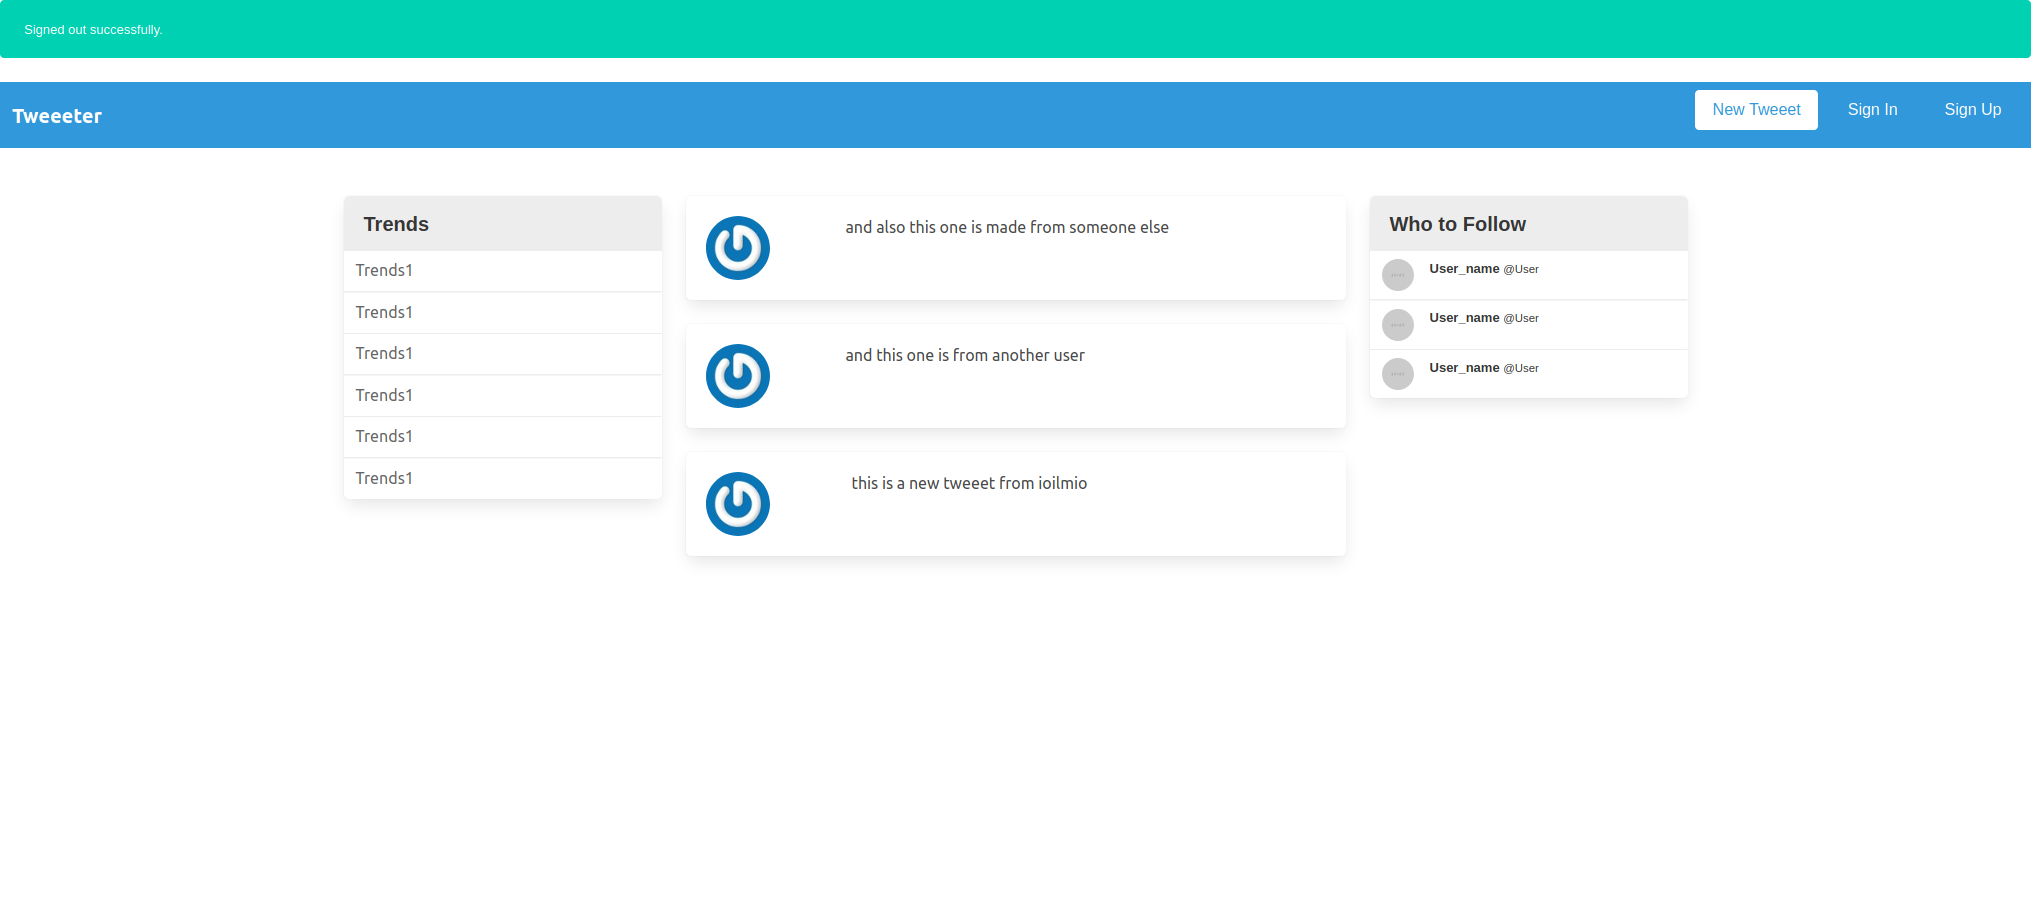 Signed out successfully.
Tweeeter
New Tweeet
Sign In
Sign Up
Trends
Trends1
Trends1
Trends1
Trends1
Trends1
Trends1
and also this one is made from someone else
and this one is from another user
this is a new tweeet from ioilmio
Who to Follow
User_name @User
User_name @User
User_name @User